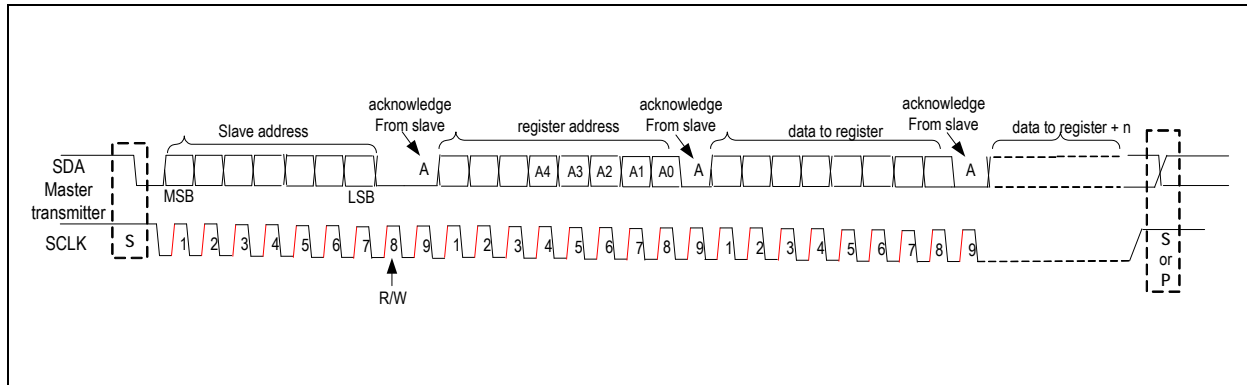 acknowledge
From slave
acknowledge
From slave
acknowledge
From slave
Slave address
register address
data to register
data to register + n
SDA
Master
transmitter
A
A4
A3
A2
A1
A0
A
A
MSB
LSB
SCLK
S
1
2
3
4
5
6
7
8
9
1
2
3
4
5
6
7
8
9
1
2
3
4
5
6
7
8
9
S
or
P
R/W